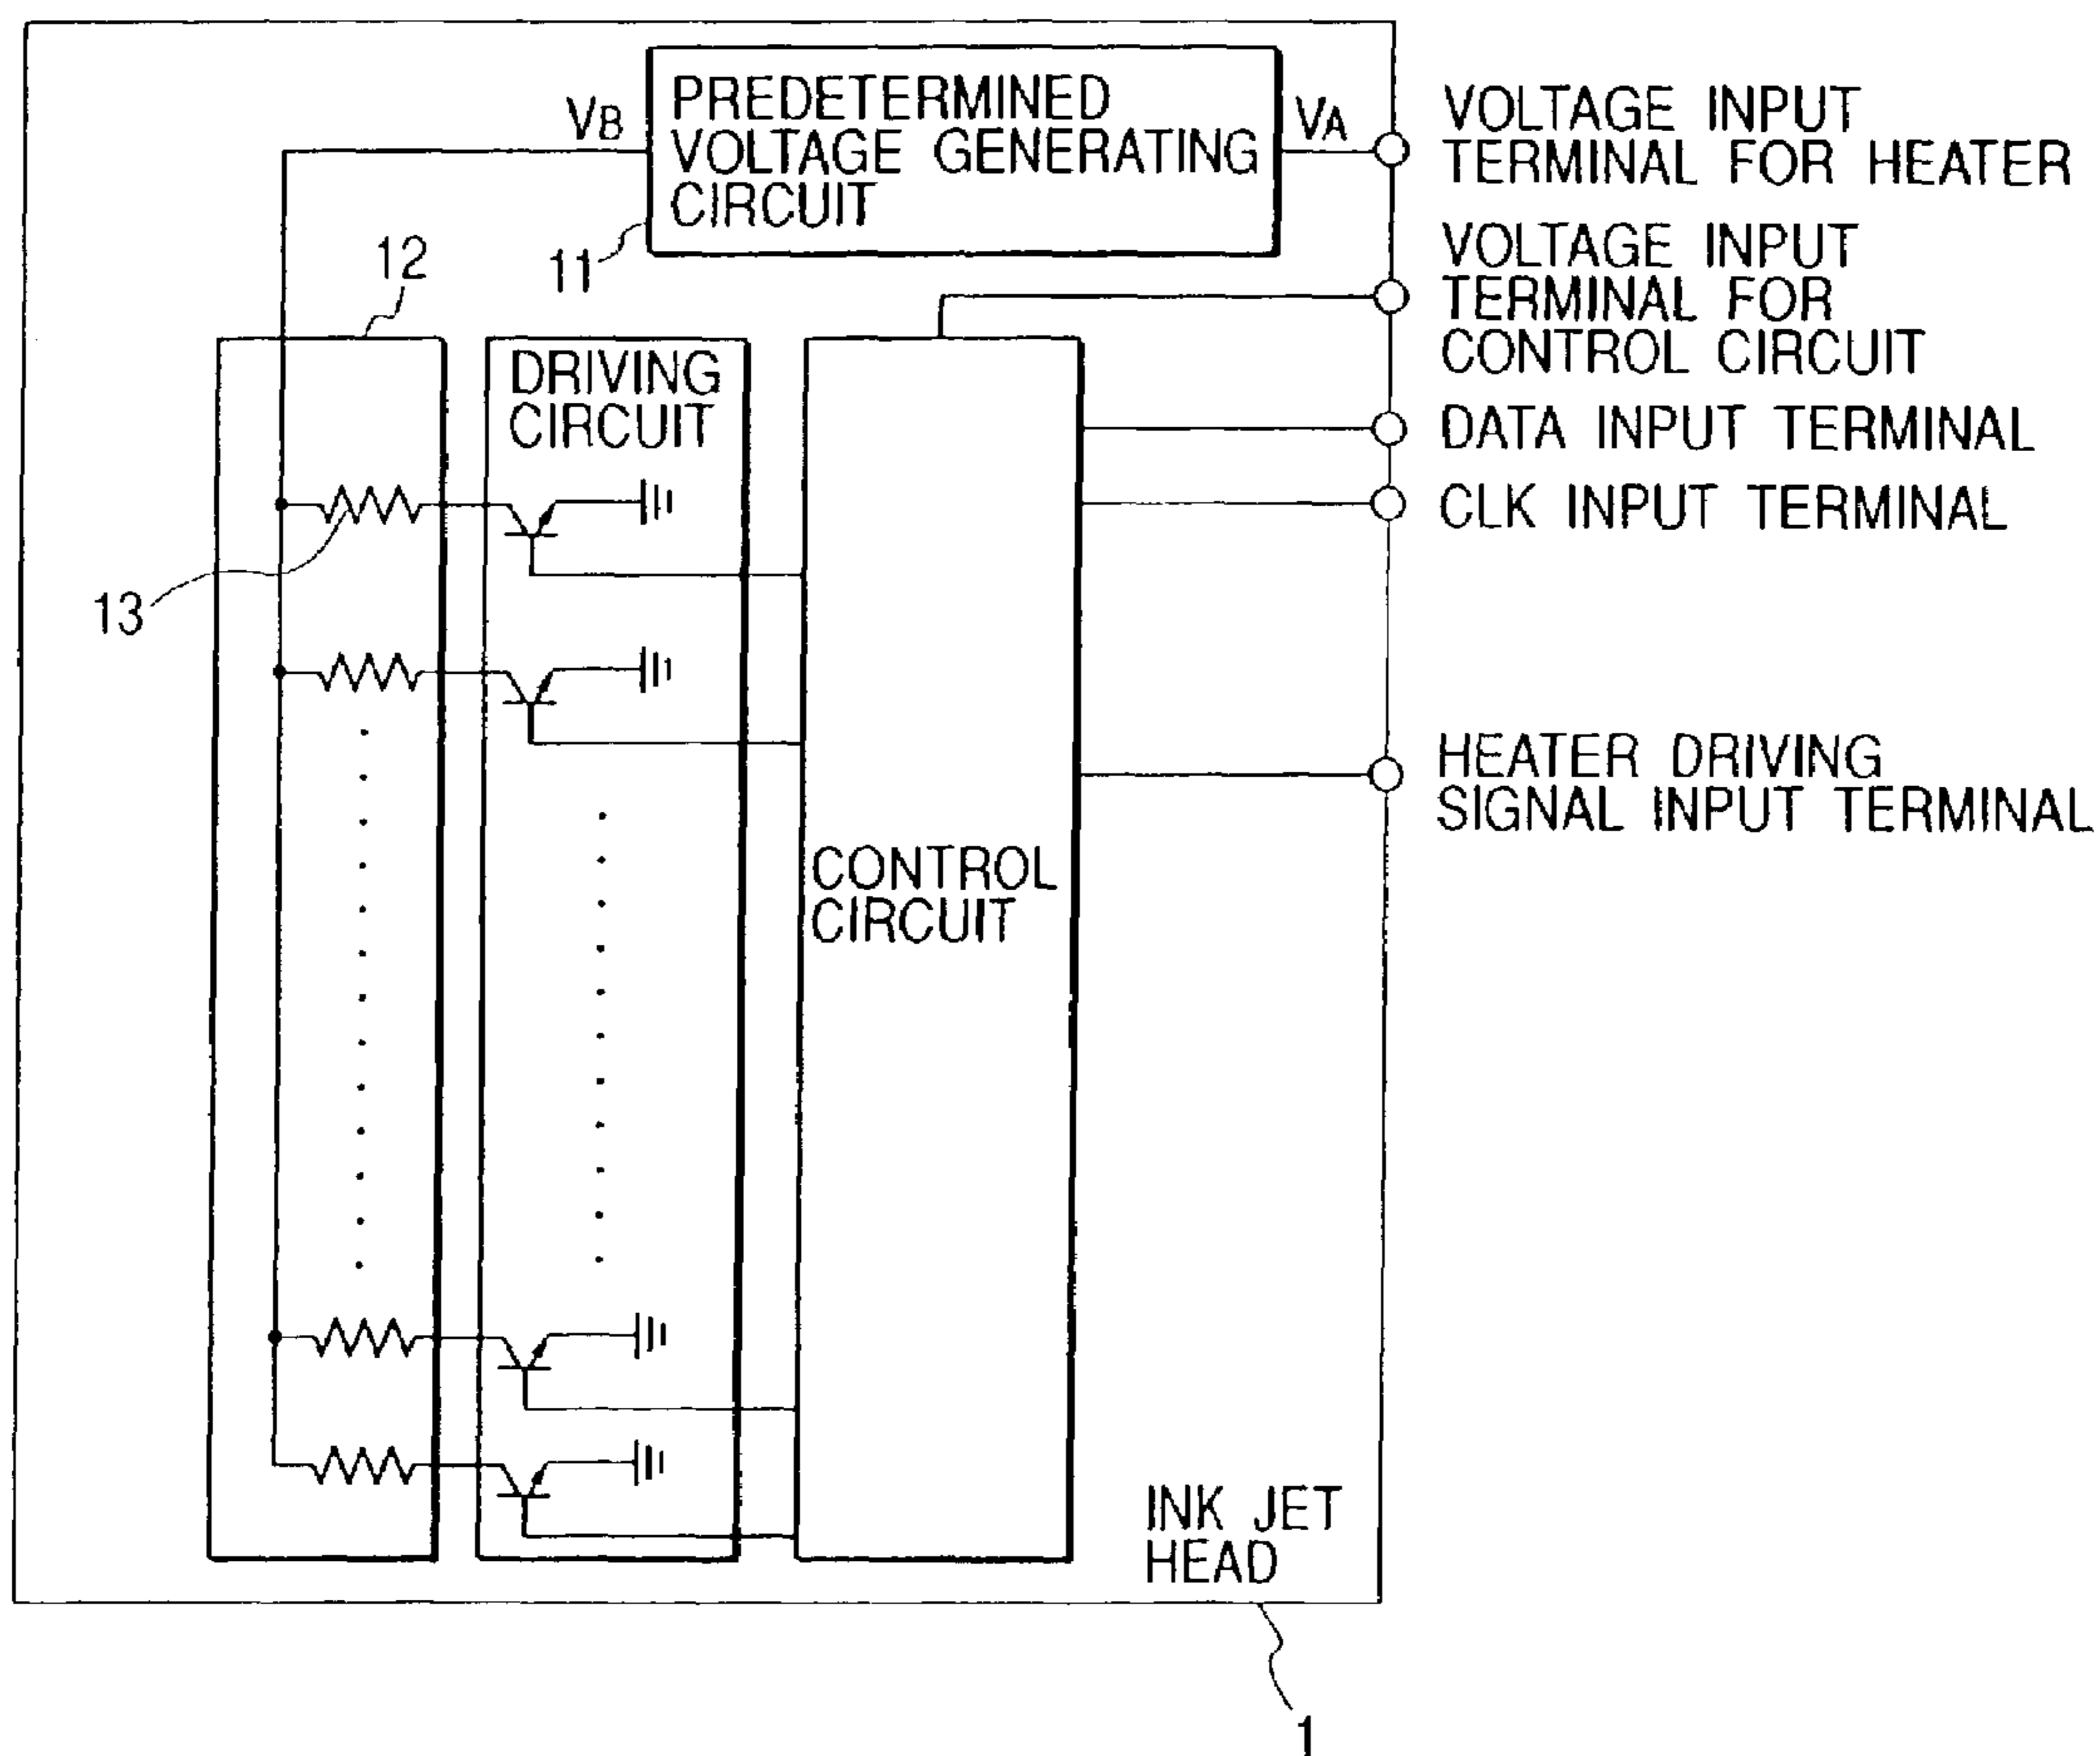 PREDETERMINED
VOLTAGE GENERATING
CIRCUIT
VB
VA
VOLTAGE INPUT
TERMINAL FOR HEATER
11
12
VOLTAGE INPUT
TERMINAL FOR
CONTROL CIRCUIT
DRIVING
CIRCUIT
DATA INPUT TERMINAL
CLK INPUT TERMINAL
13
HEATER DRIVING
SIGNAL INPUT TERMINAL
CONTROL
CIRCUIT
INK JET
HEAD
1